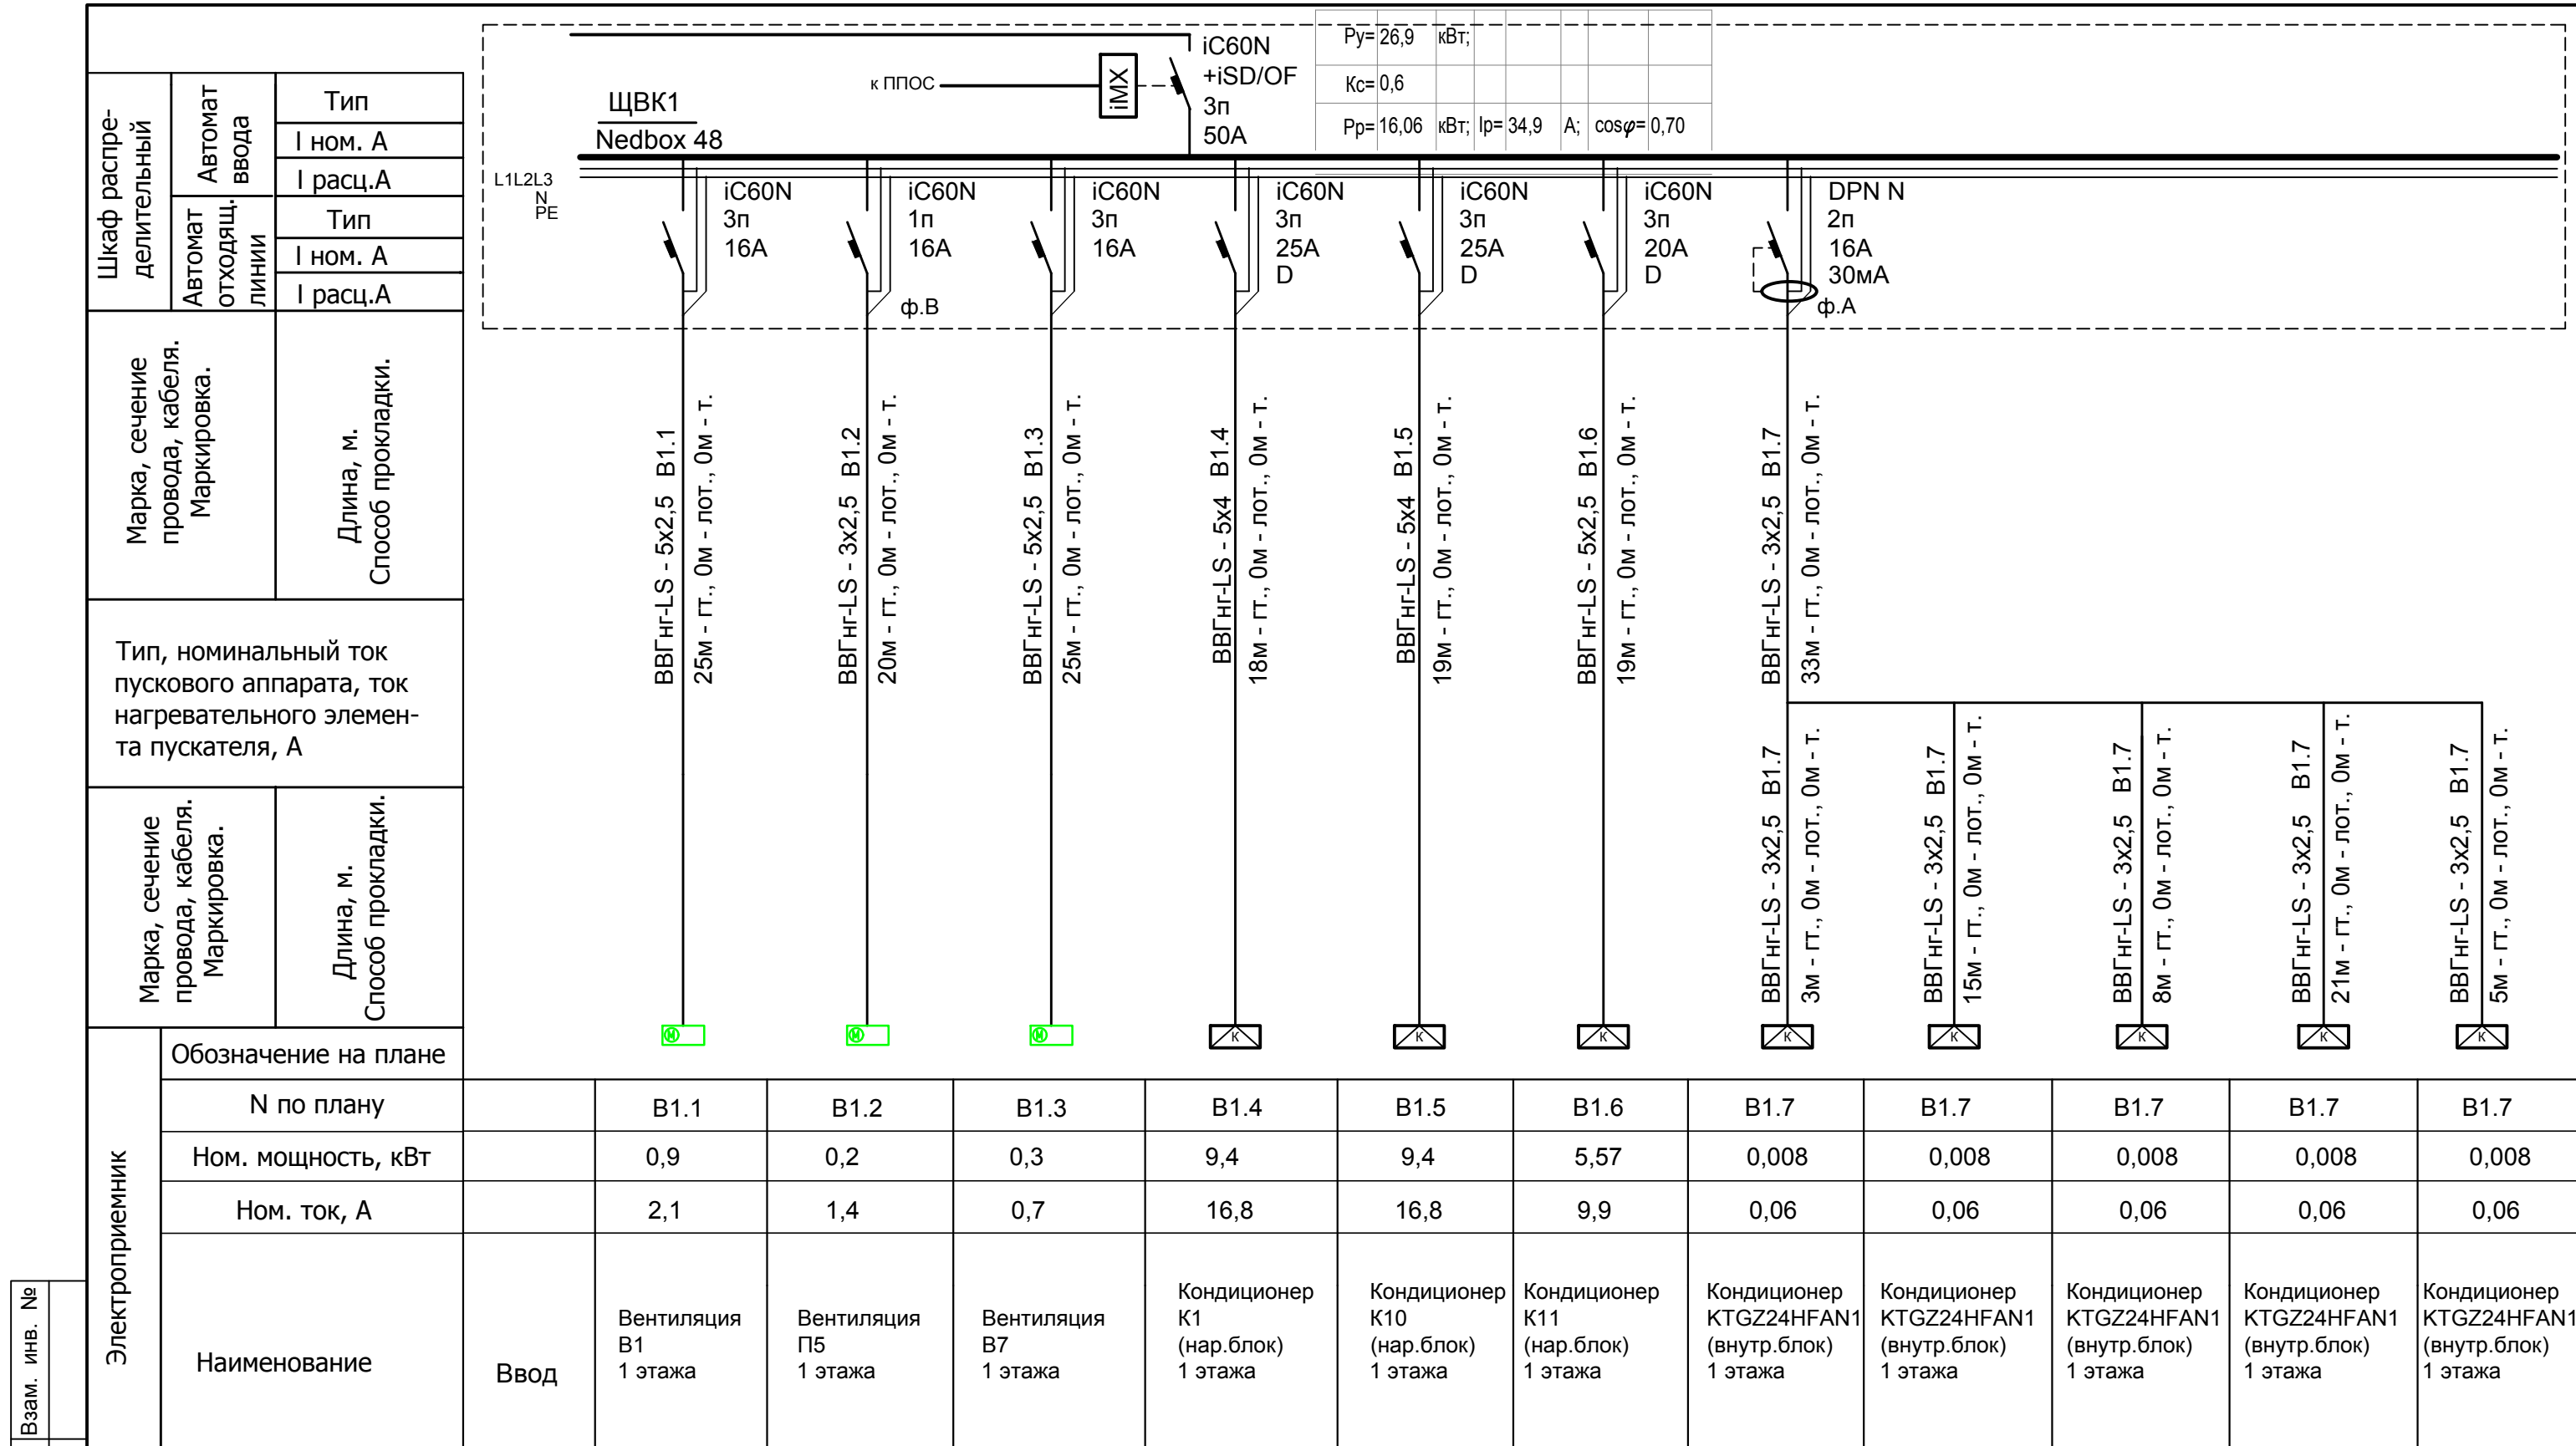 Шкаф распре-
делительный
Автомат
ввода
Тип
I ном. А
I расц.А
Автомат
отходящ.
линии
Тип
I ном. А
I расц.А
Марка, сечение
провода, кабеля.
Маркировка.
Длина, м.
Способ прокладки.
Тип, номинальный ток
пускового аппарата, ток
нагревательного элемен-
та пускателя, А
Марка, сечение
провода, кабеля.
Маркировка.
Длина, м.
Способ прокладки.
ЩВК1
Nedbox 48
к ППОС
iMX
iC60N
+iSD/OF
3п
50А
Ру= 26,9 кВт;
Кс= 0,6
Рр= 16,06 кВт; Iр= 34,9 А; cosφ= 0,70
L1L2L3
N
PE
iC60N
3п
16А
iC60N
1п
16А
ф.В
iC60N
3п
16А
iC60N
3п
25А
D
iC60N
3п
25А
D
iC60N
3п
20А
D
DPN N
2п
16А
30мА
ф.А
ВВГнг-LS - 5х2,5 В1.1
25м - гт., 0м - лот., 0м - т.
ВВГнг-LS - 3х2,5 В1.2
20м - гт., 0м - лот., 0м - т.
ВВГнг-LS - 5х2,5 В1.3
25м - гт., 0м - лот., 0м - т.
ВВГнг-LS - 5х4 В1.4
18м - гт., 0м - лот., 0м - т.
ВВГнг-LS - 5х4 В1.5
19м - гт., 0м - лот., 0м - т.
ВВГнг-LS - 5х2,5 В1.6
19м - гт., 0м - лот., 0м - т.
ВВГнг-LS - 3х2,5 В1.7
33м - гт., 0м - лот., 0м - т.
ВВГнг-LS - 3х2,5 В1.7
3м - гт., 0м - лот., 0м - т.
ВВГнг-LS - 3х2,5 В1.7
15м - гт., 0м - лот., 0м - т.
ВВГнг-LS - 3х2,5 В1.7
8м - гт., 0м - лот., 0м - т.
ВВГнг-LS - 3х2,5 В1.7
21м - гт., 0м - лот., 0м - т.
ВВГнг-LS - 3х2,5 В1.7
5м - гт., 0м - лот., 0м - т.
Электроприемник
Обозначение на плане
М М М К К К К К К К К
N по плану В1.1 В1.2 В1.3 В1.4 В1.5 В1.6 В1.7 В1.7 В1.7 В1.7 В1.7
Ном. мощность, кВт 0,9 0,2 0,3 9,4 9,4 5,57 0,008 0,008 0,008 0,008 0,008
Ном. ток, А 2,1 1,4 0,7 16,8 16,8 9,9 0,06 0,06 0,06 0,06 0,06
Наименование
Ввод
Вентиляция
В1
1 этажа
Вентиляция
П5
1 этажа
Вентиляция
В7
1 этажа
Кондиционер
К1
(нар.блок)
1 этажа
Кондиционер
К10
(нар.блок)
1 этажа
Кондиционер
К11
(нар.блок)
1 этажа
Кондиционер
KTGZ24HFAN1
(внутр.блок)
1 этажа
Кондиционер
KTGZ24HFAN1
(внутр.блок)
1 этажа
Кондиционер
KTGZ24HFAN1
(внутр.блок)
1 этажа
Кондиционер
KTGZ24HFAN1
(внутр.блок)
1 этажа
Кондиционер
KTGZ24HFAN1
(внутр.блок)
1 этажа
Взам. инв. №